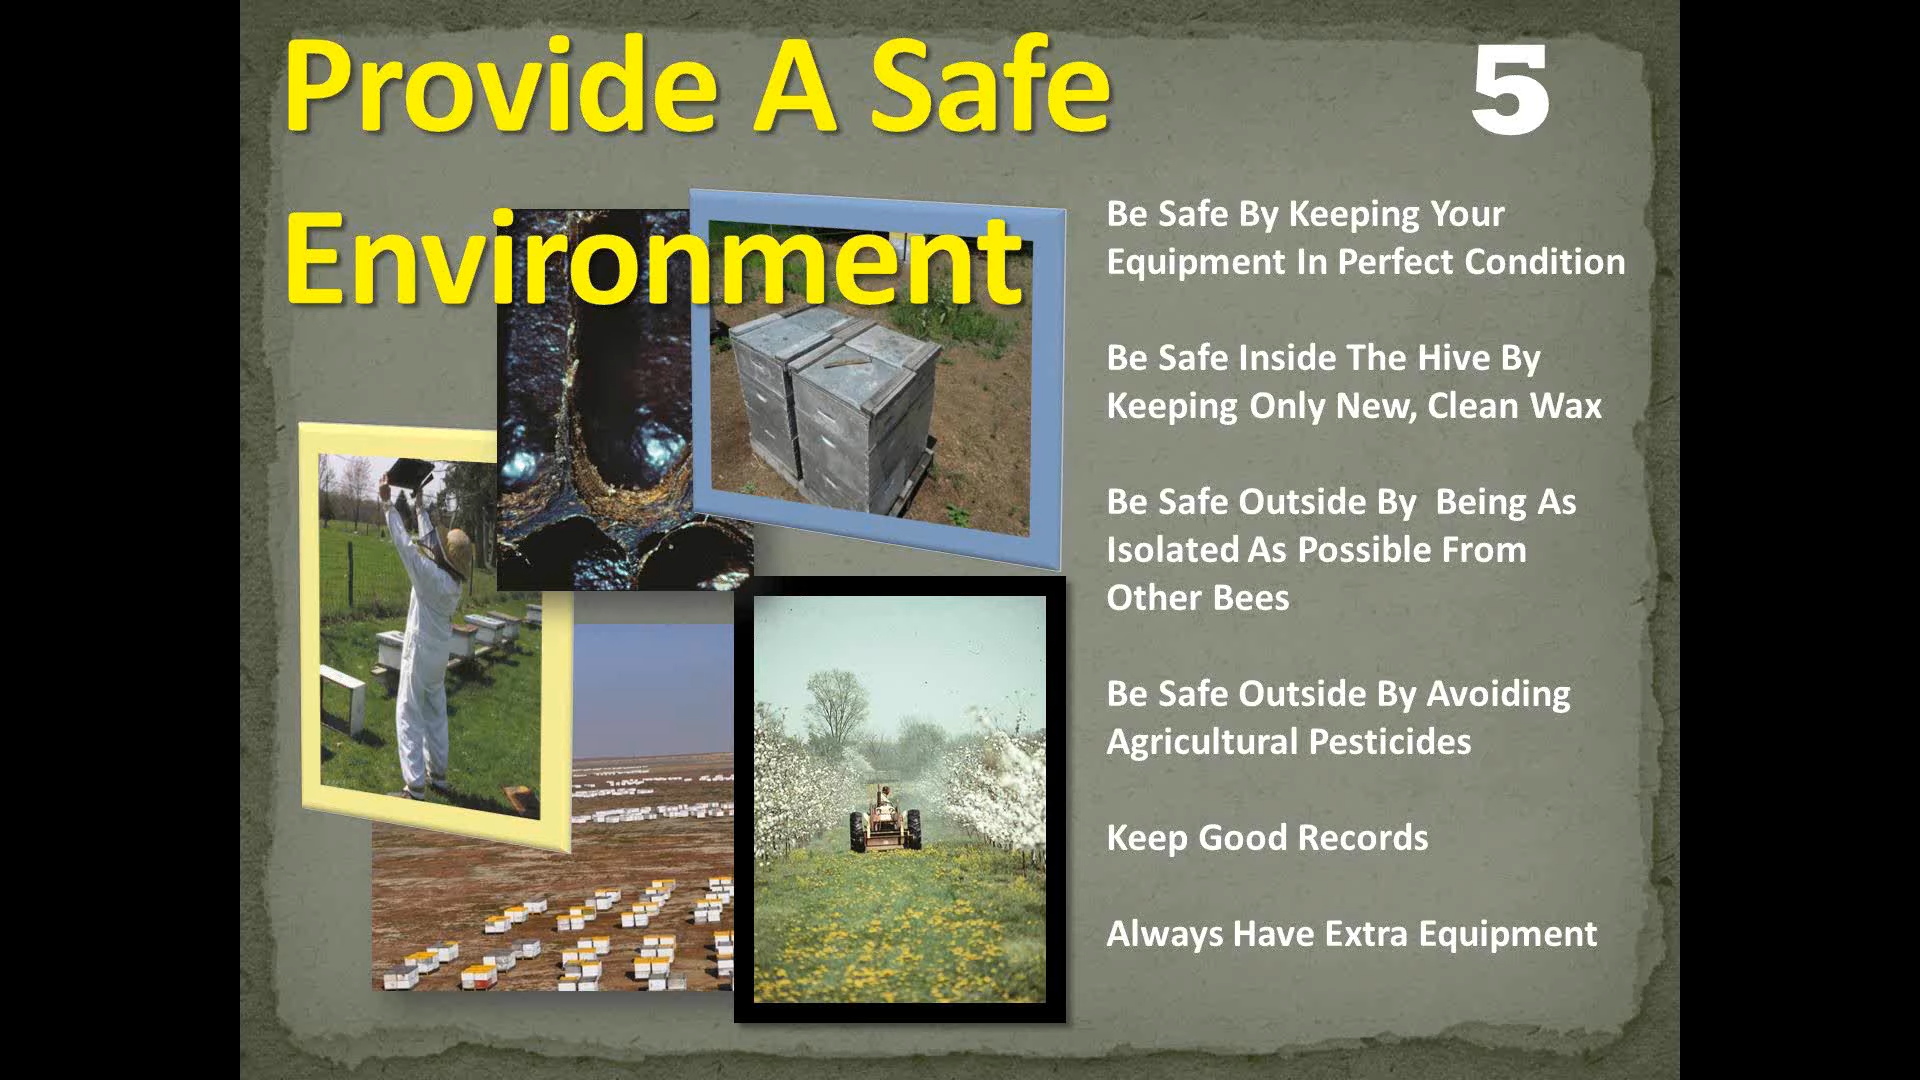 Provide A Safe
Environment
5
Be Safe By Keeping Your
Equipment In Perfect Condition
Be Safe Inside The Hive By
Keeping Only New, Clean Wax
Be Safe Outside By  Being As
Isolated As Possible From
Other Bees
Be Safe Outside By Avoiding
Agricultural Pesticides
Keep Good Records
Always Have Extra Equipment